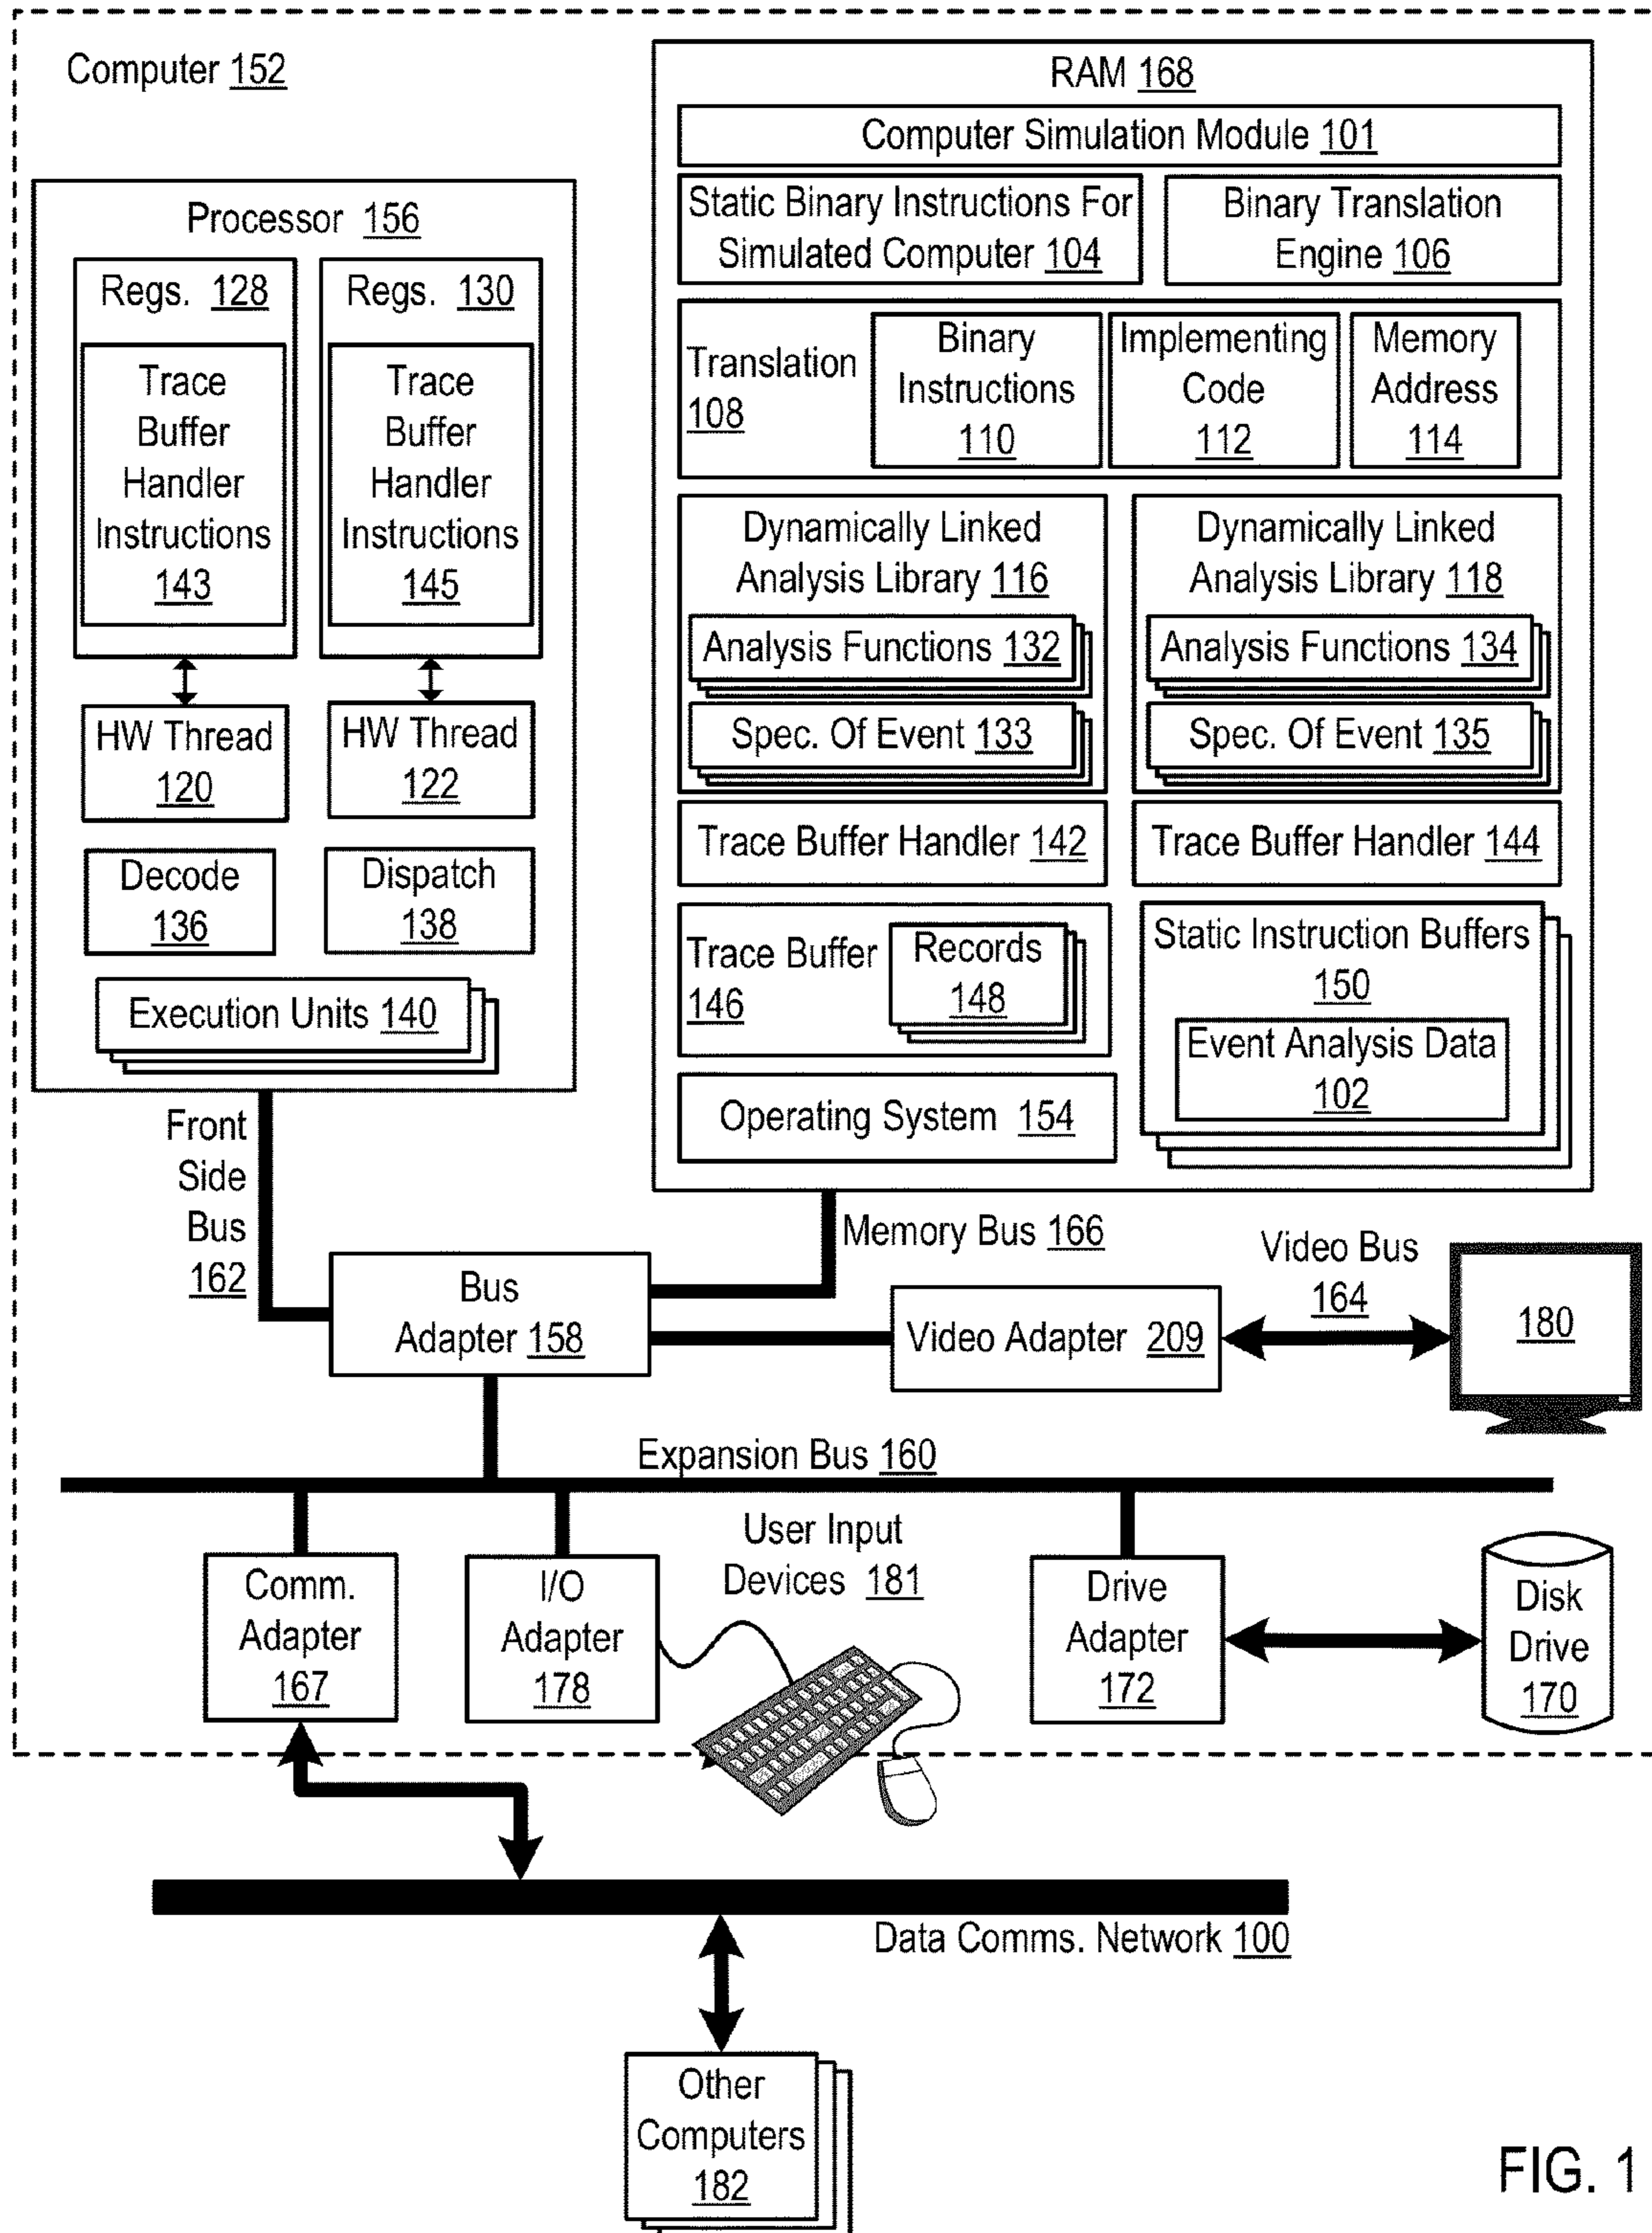 Computer 152
RAM 168
Computer Simulation Module 101
Static Binary Instructions For
Simulated Computer 104
Binary Translation
Engine 106
Translation
108
Binary
Instructions
110
Implementing
Code
112
Memory
Address
114
Dynamically Linked
Analysis Library 116
Analysis Functions 132
Spec. Of Event 133
Dynamically Linked
Analysis Library 118
Analysis Functions 134
Spec. Of Event 135
Trace Buffer Handler 142
Trace Buffer Handler 144
Trace Buffer
146
Records
148
Static Instruction Buffers
150
Event Analysis Data
102
Operating System 154
Processor 156
Regs. 128
Trace
Buffer
Handler
Instructions
143
Regs. 130
Trace
Buffer
Handler
Instructions
145
HW Thread
120
HW Thread
122
Decode
136
Dispatch
138
Execution Units 140
Front
Side
Bus
162
Memory Bus 166
Bus
Adapter 158
Video Adapter 209
Video Bus
164
180
Expansion Bus 160
Comm.
Adapter
167
I/O
Adapter
178
User Input
Devices 181
Drive
Adapter
172
Disk
Drive
170
Data Comms. Network 100
Other
Computers
182
FIG. 1